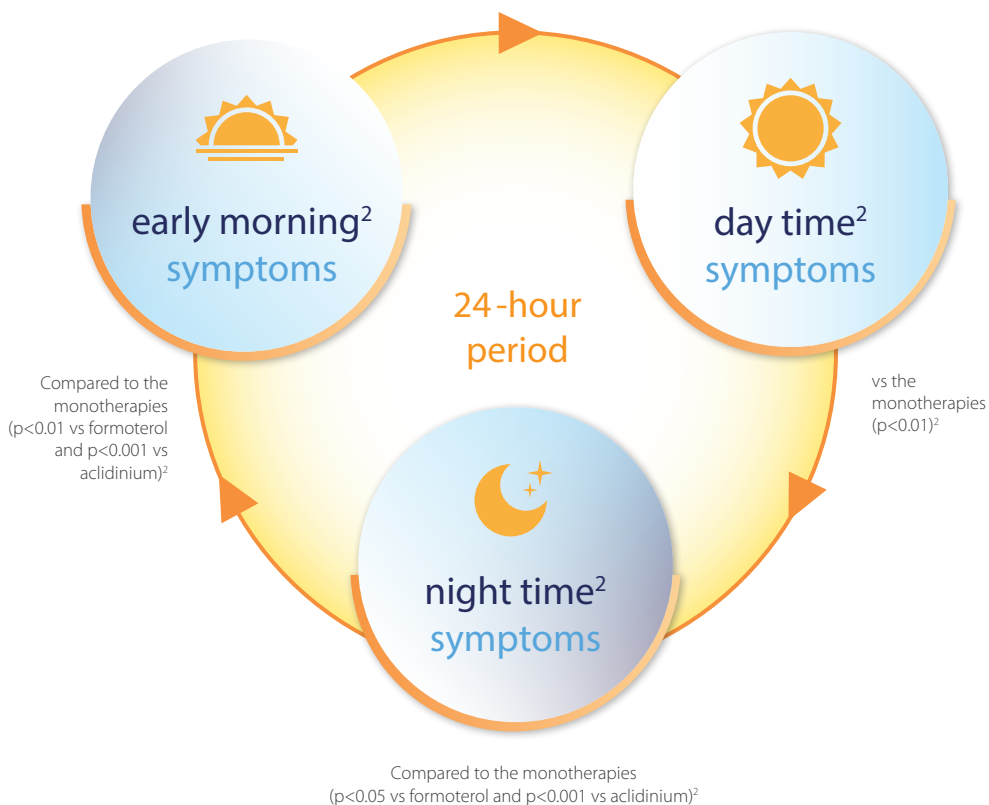 early morning²
symptoms
day time²
symptoms
24-hour
period
Compared to the
monotherapies
(p<0.01 vs formoterol
and p<0.001 vs
aclidinium)²
vs the
monotherapies
(p<0.01)²
night time²
symptoms
Compared to the monotherapies
(p<0.05 vs formoterol and p<0.001 vs aclidinium)²